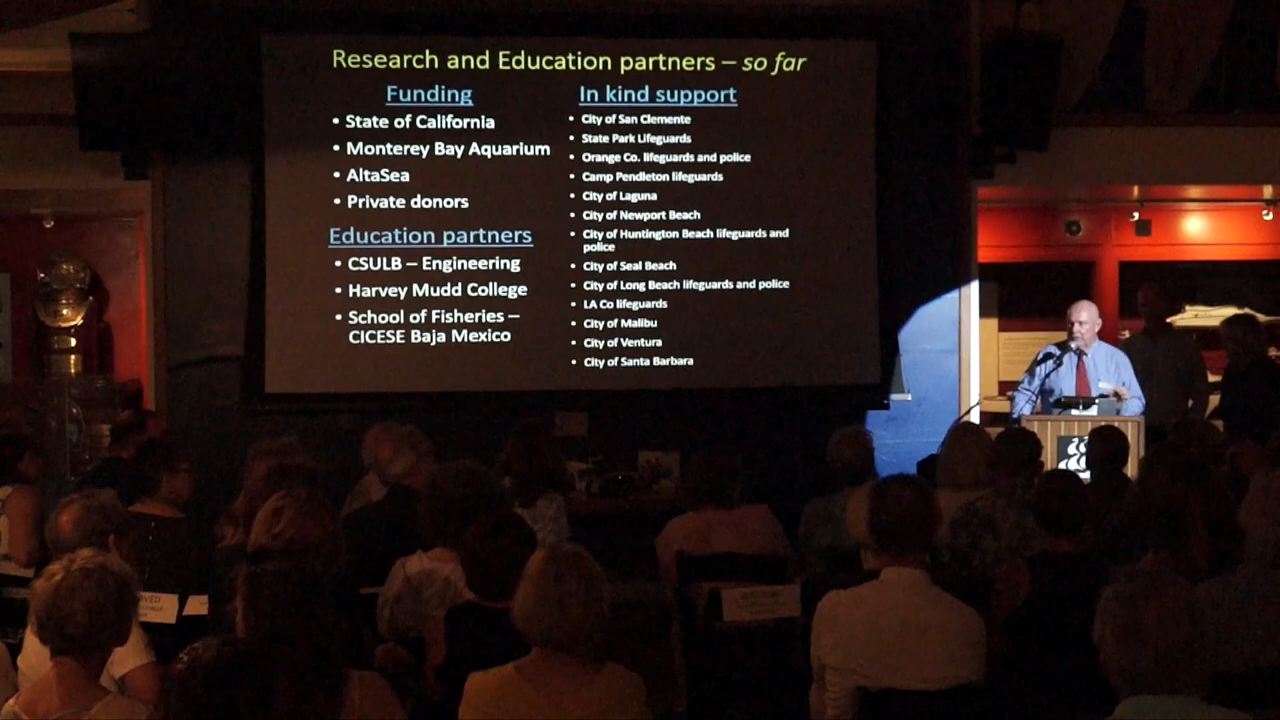 Research and Education partners – so far
Funding
• State of California
• Monterey Bay Aquarium
• AltaSea
• Private donors
Education partners
• CSULB – Engineering
• Harvey Mudd College
• School of Fisheries –
CICESE Baja Mexico
In kind support
• City of San Clemente
• State Park Lifeguards
• Orange Co. lifeguards and police
• Camp Pendleton lifeguards
• City of Laguna
• City of Newport Beach
• City of Huntington Beach lifeguards and
police
• City of Seal Beach
• City of Long Beach lifeguards and police
• LA Co lifeguards
• City of Malibu
• City of Ventura
• City of Santa Barbara